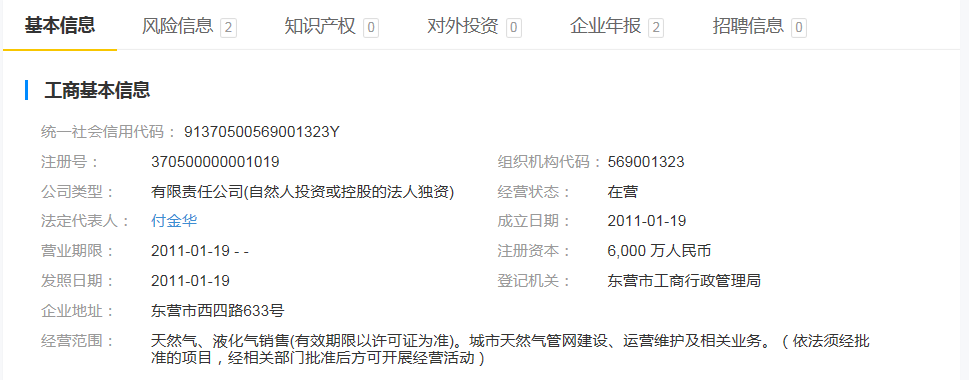 基本信息 风险信息 2 知识产权 0 对外投资 0 企业年报 2 招聘信息 0
工商基本信息
统一社会信用代码： 91370500569001323Y
注册号： 370500000001019 组织机构代码： 569001323
公司类型： 有限责任公司(自然人投资或控股的法人独资) 经营状态： 在营
法定代表人： 付金华 成立日期： 2011-01-19
营业期限： 2011-01-19 - - 注册资本： 6,000 万人民币
发照日期： 2011-01-19 登记机关： 东营市工商行政管理局
企业地址： 东营市西四路633号
经营范围： 天然气、液化气销售(有效期限以许可证为准)。城市天然气管网建设、运营维护及相关业务。（依法须经批
准的项目，经相关部门批准后方可开展经营活动）